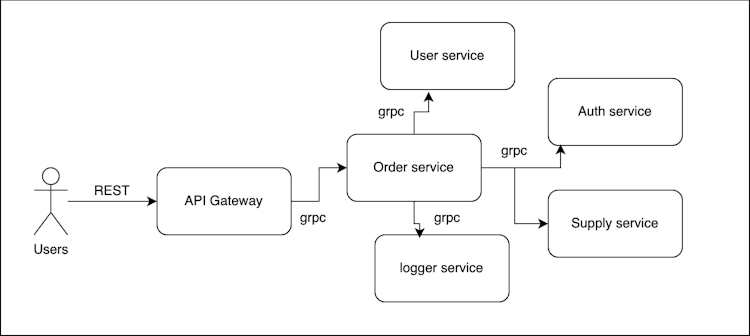 User service
grpc
Auth service
grpc
Order service
REST
API Gateway
grpc
Users
grpc
Supply service
logger service